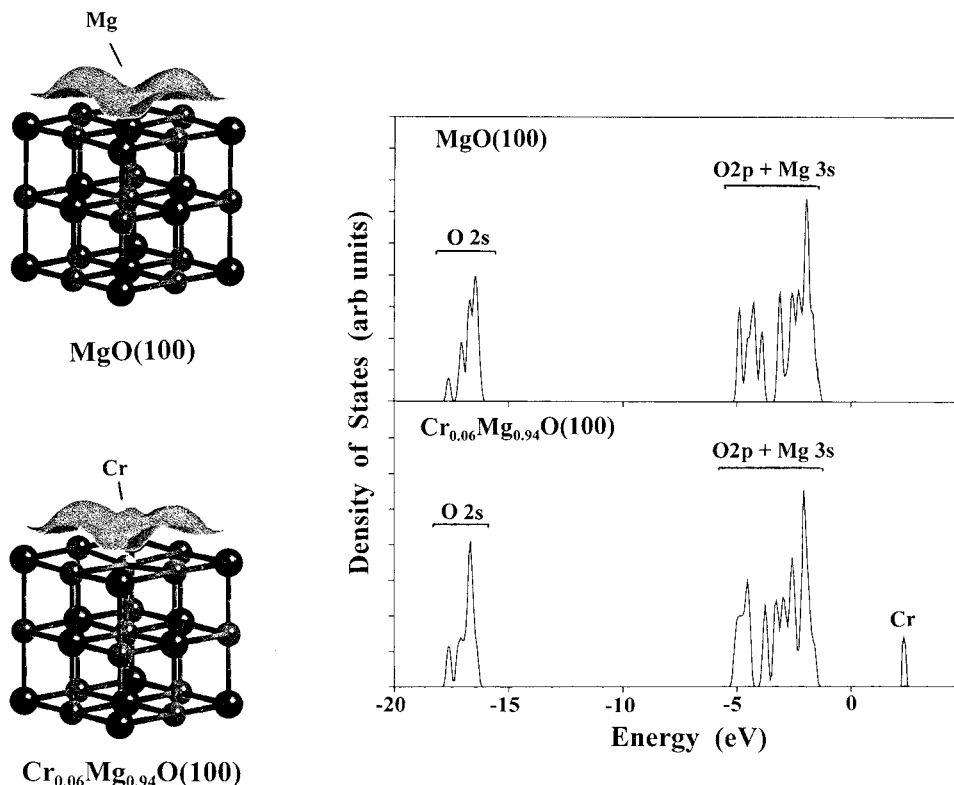 Mg
MgO(100)
Cr
Cr0.06Mg0.94O(100)
Density of States (arb units)
MgO(100)
O 2s
O2p + Mg 3s
Cr0.06Mg0.94O(100)
O 2s
O2p + Mg 3s
Cr
-20
-15
-10
-5
0
Energy (eV)